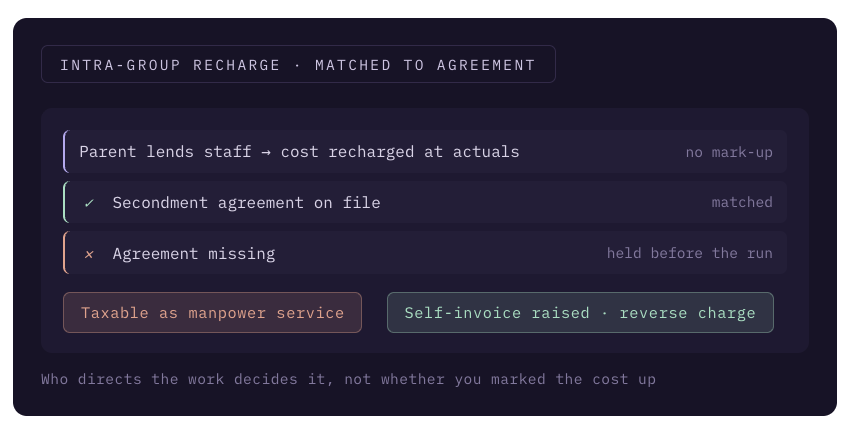 INTRA-GROUP RECHARGE · MATCHED TO AGREEMENT
Parent lends staff → cost recharged at actuals no mark-up
✓ Secondment agreement on file matched
✗ Agreement missing held before the run
Taxable as manpower service Self-invoice raised · reverse charge
Who directs the work decides it, not whether you marked the cost up